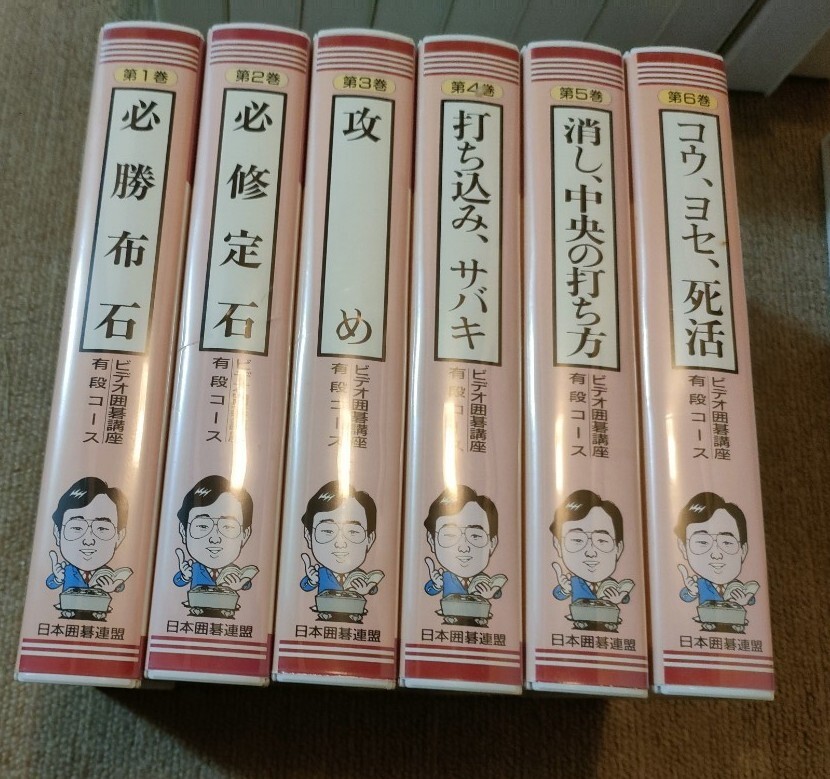 第1巻
必勝布石
ビデオ囲碁講座
有段コース
日本囲碁連盟
第2巻
必修定石
ビデオ囲碁講座
有段コース
日本囲碁連盟
第3巻
攻め
ビデオ囲碁講座
有段コース
日本囲碁連盟
第4巻
打ち込み、サバキ
ビデオ囲碁講座
有段コース
日本囲碁連盟
第5巻
消し、中央の打ち方
ビデオ囲碁講座
有段コース
日本囲碁連盟
第6巻
コウ、ヨセ、死活
ビデオ囲碁講座
有段コース
日本囲碁連盟